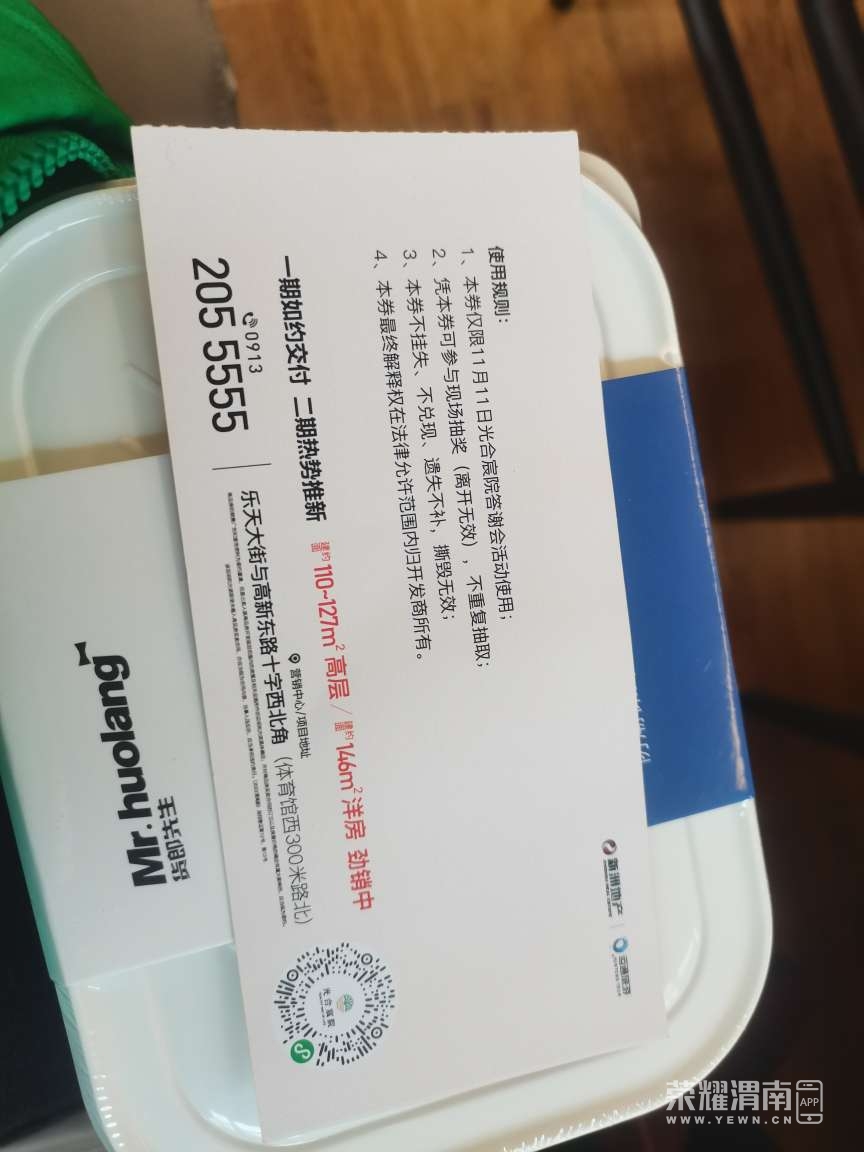 使用规则：
1、本券仅限11月11日光合宸院答谢会活动使用；
2、凭本券可参与现场抽奖（离开无效），不重复抽取；
3、本券不挂失、不兑现、遗失不补，撕毁无效；
4、本券最终解释权在法律允许范围内归开发商所有。
一期如约交付 二期热势推新 建面约110~127m²高层 / 建面约146m²洋房 劲销中
0913
205 5555
营销中心/项目地址
乐天大街与高新东路十字西北角（体育馆西300米路北）
新洲地产
光合宸院
Mr.huolang
荣耀渭南 APP
WWW.YEWN.CN